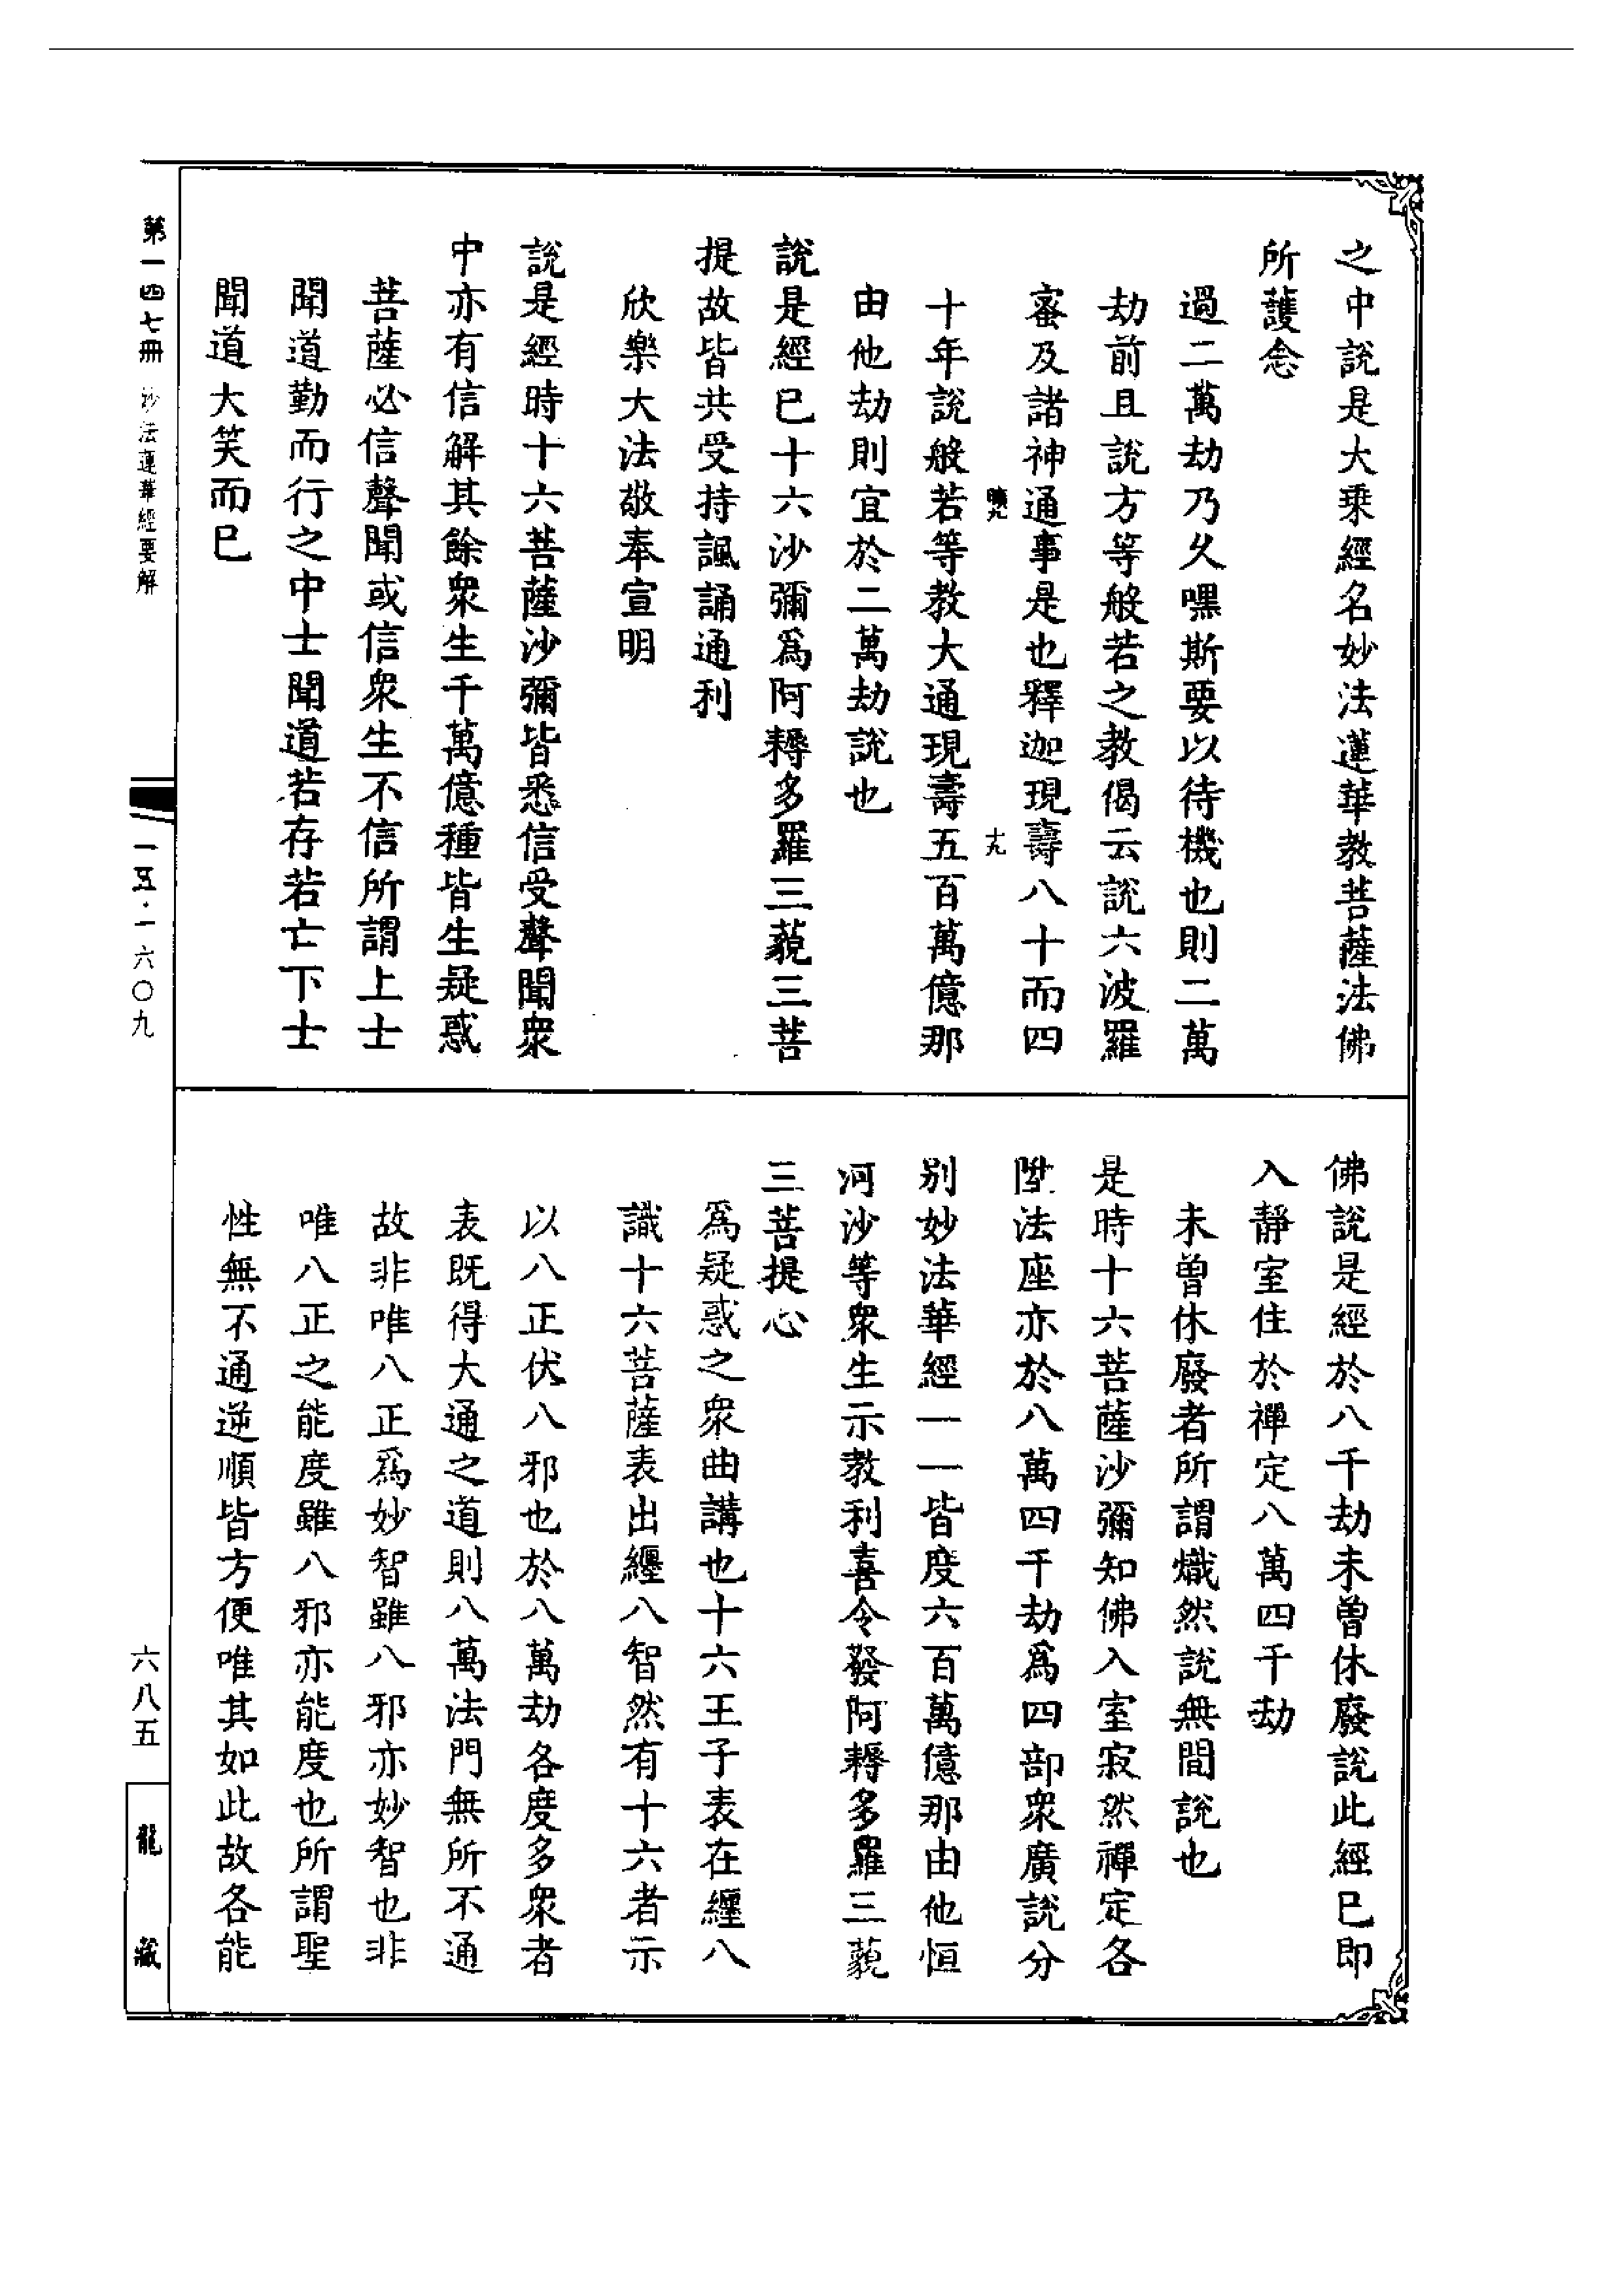 之中說是大乘經名妙法蓮華教菩薩法佛
所護念
過二萬劫乃久嘿斯要以待機也則二萬
劫前且說方等般若之教偈云說六波羅
蜜及諸神通事是也釋迦現壽八十而四
十年說般若等教大通現壽五百萬億那
由他劫則宜於二萬劫說也
說是經已十六沙彌爲阿耨多羅三藐三菩
提故皆共受持諷誦通利
欣樂大法敬奉宣明
說是經時十六菩薩沙彌皆悉信受聲聞衆
中亦有信解其餘衆生千萬億種皆生疑惑
菩薩必信聲聞或信衆生不信所謂上士
聞道勤而行之中士聞道若存若亡下士
聞道大笑而已
佛說是經於八千劫未曾休廢說此經已即
入靜室住於禪定八萬四千劫
未曾休廢者所謂熾然說無間說也
是時十六菩薩沙彌知佛入室寂然禪定各
陞法座亦於八萬四千劫爲四部衆廣說分
别妙法華經一一皆度六百萬億那由他恒
河沙等衆生示教利喜令發阿耨多羅三藐
三菩提心
爲疑惑之衆曲講也十六王子表在纏八
識十六菩薩表出纏八智然有十六者示
以八正伏八邪也於八萬劫各度多衆者
表既得大通之道則八萬法門無所不通
故非唯八正爲妙智雖八邪亦妙智也非
唯八正之能度雖八邪亦能度也所謂聖
性無不通逆順皆方便唯其如此故各能
第一四七冊 妙法蓮華經要解
一五·一六〇九
六八五
龍藏